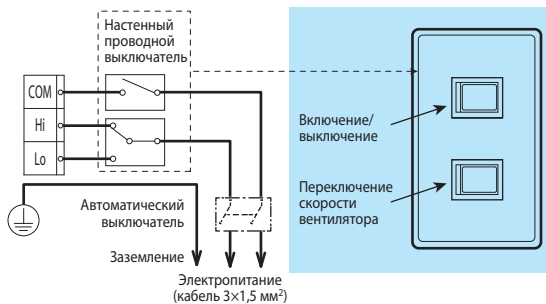 Настенный
проводной
выключатель
COM
Hi
Lo
Включение/
выключение
Переключение
скорости
вентилятора
Автоматический
выключатель
Заземление
Электропитание
(кабель 3×1,5 мм²)